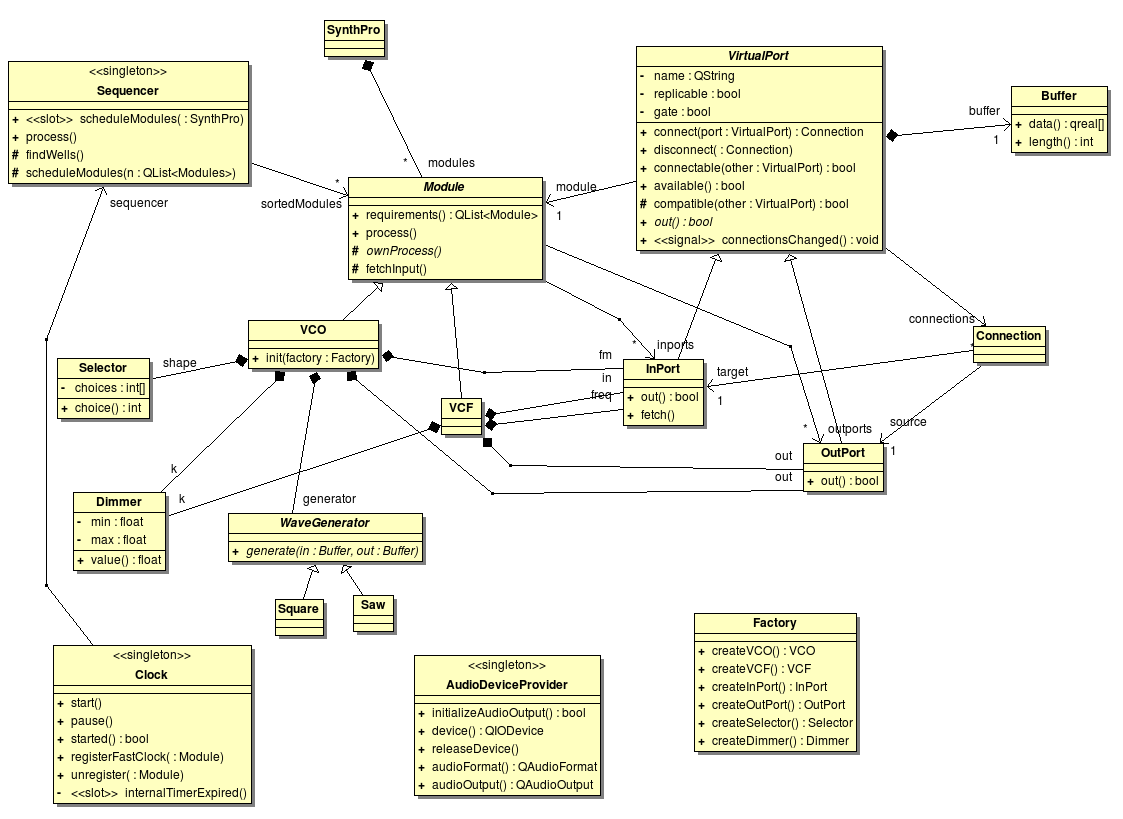 SynthPro
<<singleton>>
Sequencer
+ <<slot>> scheduleModules( : SynthPro)
+ process()
# findWells()
# scheduleModules(n : QList<Modules>)
sequencer
*
sortedModules
*
modules
Module
+ requirements() : QList<Module>
+ process()
# ownProcess()
# fetchInput()
module
1
VirtualPort
- name : QString
- replicable : bool
- gate : bool
+ connect(port : VirtualPort) : Connection
+ disconnect( : Connection)
+ connectable(other : VirtualPort) : bool
+ available() : bool
# compatible(other : VirtualPort) : bool
+ out() : bool
+ <<signal>> connectionsChanged() : void
buffer
1
Buffer
+ data() : qreal[]
+ length() : int
connections
*
Connection
VCO
+ init(factory : Factory)
shape
Selector
- choices : int[]
+ choice() : int
fm
in
freq
*
inports
InPort
+ out() : bool
+ fetch()
target
1
VCF
*
outports
source
1
OutPort
+ out() : bool
out
out
k
k
Dimmer
- min : float
- max : float
+ value() : float
generator
WaveGenerator
+ generate(in : Buffer, out : Buffer)
Square
Saw
<<singleton>>
Clock
+ start()
+ pause()
+ started() : bool
+ registerFastClock( : Module)
+ unregister( : Module)
- <<slot>> internalTimerExpired()
<<singleton>>
AudioDeviceProvider
+ initializeAudioOutput() : bool
+ device() : QIODevice
+ releaseDevice()
+ audioFormat() : QAudioFormat
+ audioOutput() : QAudioOutput
Factory
+ createVCO() : VCO
+ createVCF() : VCF
+ createInPort() : InPort
+ createOutPort() : OutPort
+ createSelector() : Selector
+ createDimmer() : Dimmer